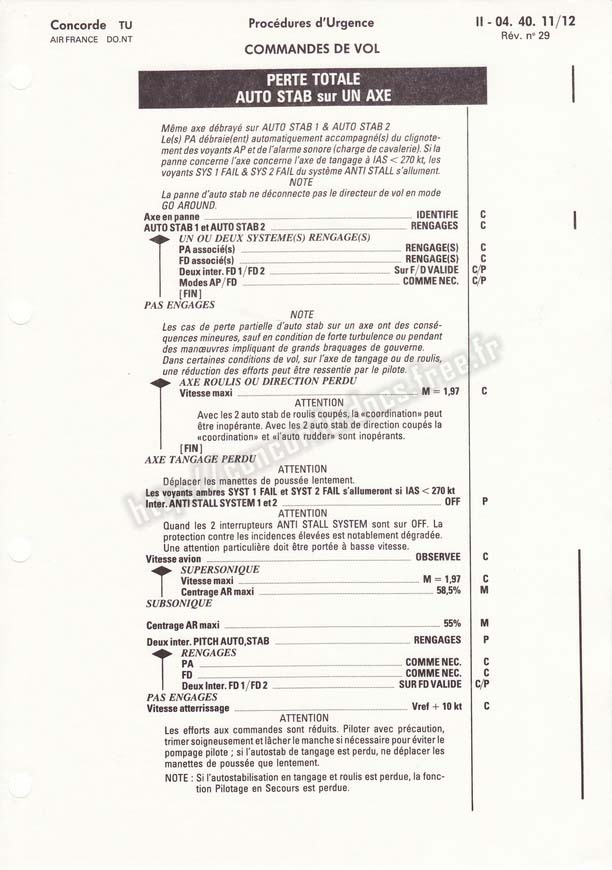 Concorde TU
AIR FRANCE DO.NT
Procédures d'Urgence
COMMANDES DE VOL
II - 04. 40. 11/12
Rév. n° 29
PERTE TOTALE
AUTO STAB sur UN AXE
Même axe débrayé sur AUTO STAB 1 & AUTO STAB 2
Le(s) PA débraie(ent) automatiquement accompagné(s) du clignote-
ment des voyants AP et de l'alarme sonore (charge de cavalerie). Si la
panne concerne l'axe concerne l'axe de tangage à IAS < 270 kt, les
voyants SYS 1 FAIL & SYS 2 FAIL du système ANTI STALL s'allument.
NOTE
La panne d'auto stab ne déconnecte pas le directeur de vol en mode
GO AROUND.
Axe en panne IDENTIFIE C
AUTO STAB 1 et AUTO STAB 2 RENGAGES C
UN OU DEUX SYSTEME(S) RENGAGE(S)
PA associé(s) RENGAGE(S) C
FD associé(s) RENGAGE(S) C
Deux inter. FD 1/FD 2 Sur F/D VALIDE C/P
Modes AP/FD COMME NEC. C/P
[FIN]
PAS ENGAGES
NOTE
Les cas de perte partielle d'auto stab sur un axe ont des consé-
quences mineures, sauf en condition de forte turbulence ou pendant
des manœuvres impliquant de grands braquages de gouverne.
Dans certaines conditions de vol, sur l'axe de tangage ou de roulis,
une réduction des efforts peut être ressentie par le pilote.
AXE ROULIS OU DIRECTION PERDU
Vitesse maxi M = 1,97 C
ATTENTION
Avec les 2 auto stab de roulis coupés, la «coordination» peut
être inopérante. Avec les 2 auto stab de direction coupés la
«coordination» et «l'auto rudder» sont inopérants.
[FIN]
AXE TANGAGE PERDU
ATTENTION
Déplacer les manettes de poussée lentement.
Les voyants ambres SYST 1 FAIL et SYST 2 FAIL s'allumeront si IAS < 270 kt
Inter. ANTI STALL SYSTEM 1 et 2 OFF P
ATTENTION
Quand les 2 interrupteurs ANTI STALL SYSTEM sont sur OFF. La
protection contre les incidences élevées est notablement dégradée.
Une attention particulière doit être portée à basse vitesse.
Vitesse avion OBSERVEE C
SUPERSONIQUE
Vitesse maxi M = 1,97 C
Centrage AR maxi 58,5% M
SUBSONIQUE
Centrage AR maxi 55% M
Deux inter. PITCH AUTO,STAB RENGAGES P
RENGAGES
PA COMME NEC. C
FD COMME NEC. C
Deux Inter. FD 1/FD 2 SUR FD VALIDE C/P
PAS ENGAGES
Vitesse atterrissage Vref + 10 kt C
ATTENTION
Les efforts aux commandes sont réduits. Piloter avec précaution,
trimer soigneusement et lâcher le manche si nécessaire pour éviter le
pompage pilote ; si l'autostab de tangage est perdu, ne déplacer les
manettes de poussée que lentement.
NOTE : Si l'autostabilisation en tangage et roulis est perdue, la fonc-
tion Pilotage en Secours est perdue.
http://concordedocs.free.fr